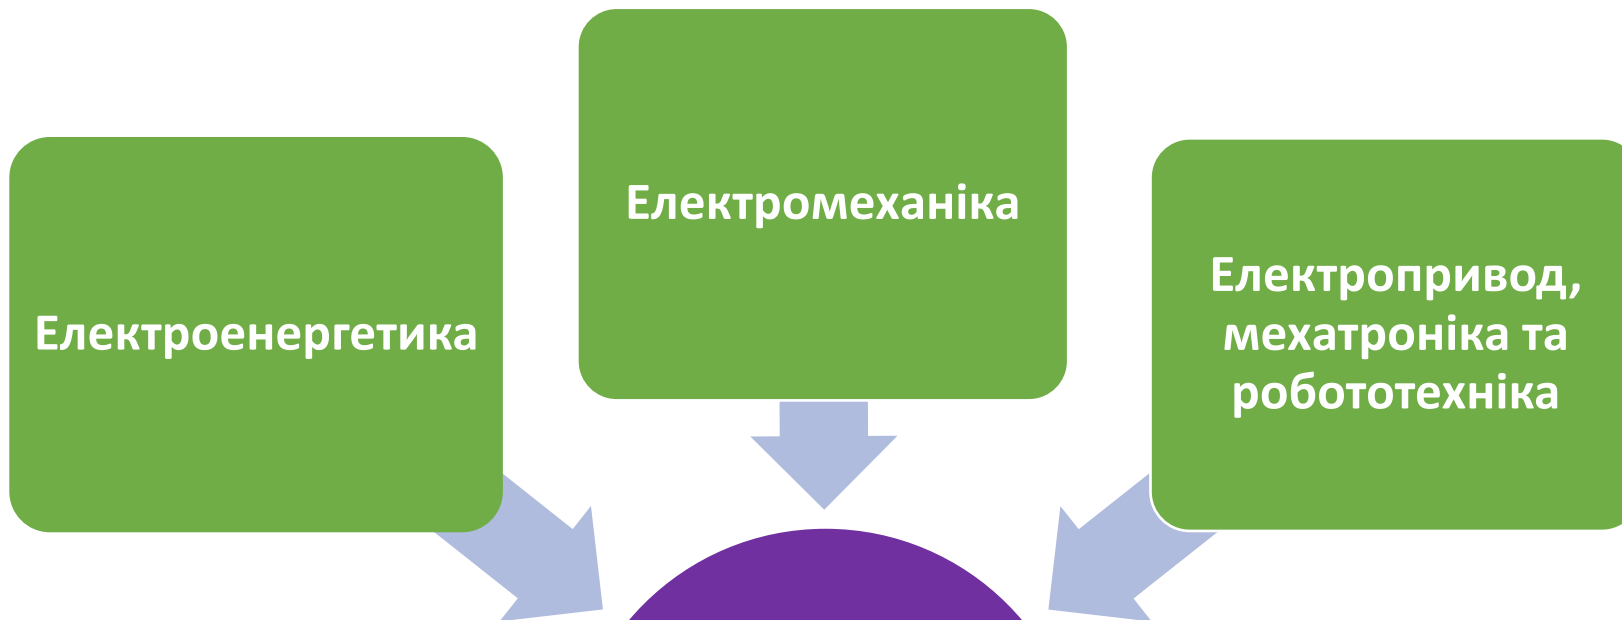 Електроенергетика
Електромеханіка
Електропривод,
мехатроніка та
робототехніка